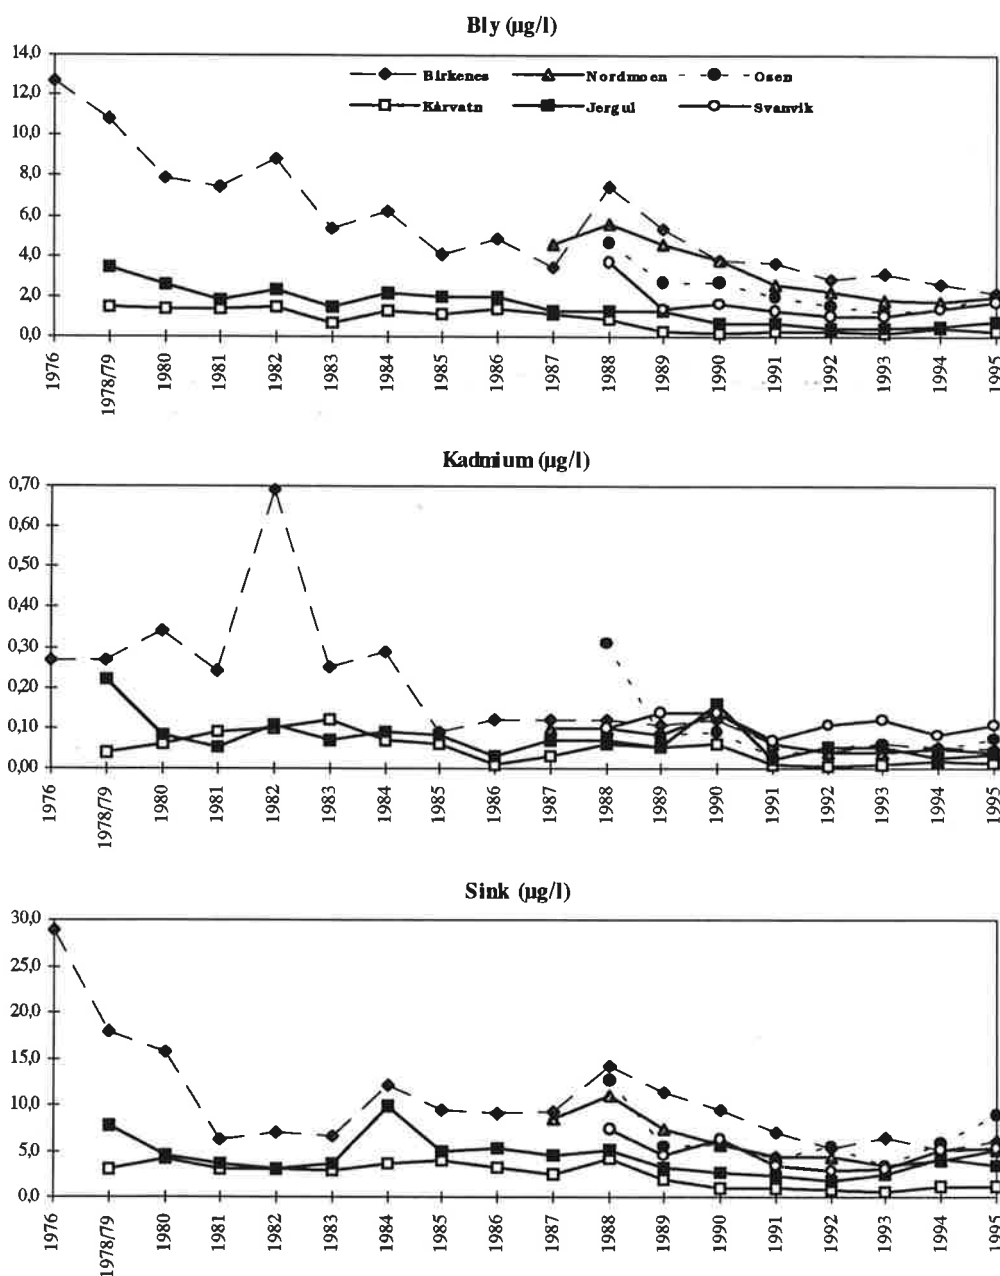 Bly (µg/l)
14,0
12,0
10,0
8,0
6,0
4,0
2,0
0,0
Birkenes Nordmoen Osen
Kårvatn Jergul Svanvik
1976 1978/79 1980 1981 1982 1983 1984 1985 1986 1987 1988 1989 1990 1991 1992 1993 1994 1995
Kadmium (µg/l)
0,70
0,60
0,50
0,40
0,30
0,20
0,10
0,00
1976 1978/79 1980 1981 1982 1983 1984 1985 1986 1987 1988 1989 1990 1991 1992 1993 1994 1995
Sink (µg/l)
30,0
25,0
20,0
15,0
10,0
5,0
0,0
1976 1978/79 1980 1981 1982 1983 1984 1985 1986 1987 1988 1989 1990 1991 1992 1993 1994 1995